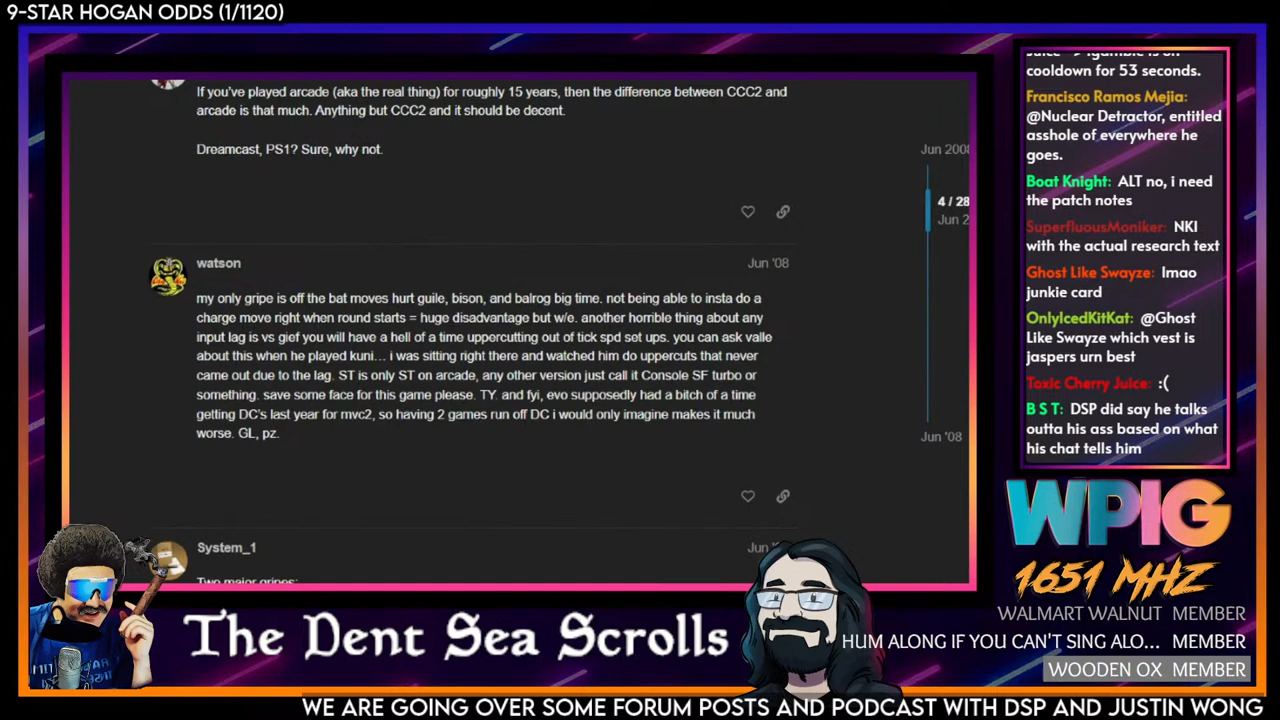 9-STAR HOGAN ODDS (1/1120)
If you've played arcade (aka the real thing) for roughly 15 years, then the difference between CCC2 and
arcade is that much. Anything but CCC2 and it should be decent.
Dreamcast, PS1? Sure, why not.
Jun 2008
4 / 28
Jun 2
watson
Jun '08
my only gripe is off the bat moves hurt guile, bison, and balrog big time. not being able to insta do a
charge move right when round starts = huge disadvantage but w/e. another horrible thing about any
input lag is vs gief you will have a hell of a time uppercutting out of tick spd set ups. you can ask valle
about this when he played kuni... i was sitting right there and watched him do uppercuts that never
came out due to the lag. ST is only ST on arcade, any other version just call it Console SF turbo or
something. save some face for this game please. TY. and fyi, evo supposedly had a bitch of a time
getting DC's last year for mvc2, so having 2 games run off DC i would only imagine makes it much
worse. GL, pz.
Jun '08
System_1
Jun
Two major gripes:
cooldown for 53 seconds.
Francisco Ramos Mejia:
@Nuclear Detractor, entitled
asshole of everywhere he
goes.
Boat Knight: ALT no, i need
the patch notes
SuperfluousMoniker: NKI
with the actual research text
Ghost Like Swayze: lmao
junkie card
OnlyIcedKitKat: @Ghost
Like Swayze which vest is
jaspers urn best
Toxic Cherry Juice: :(
B S T: DSP did say he talks
outta his ass based on what
his chat tells him
WPIG
1651 MHZ
WALMART WALNUT MEMBER
HUM ALONG IF YOU CAN'T SING ALO... MEMBER
WOODEN OX MEMBER
The Dent Sea Scrolls
WE ARE GOING OVER SOME FORUM POSTS AND PODCAST WITH DSP AND JUSTIN WONG